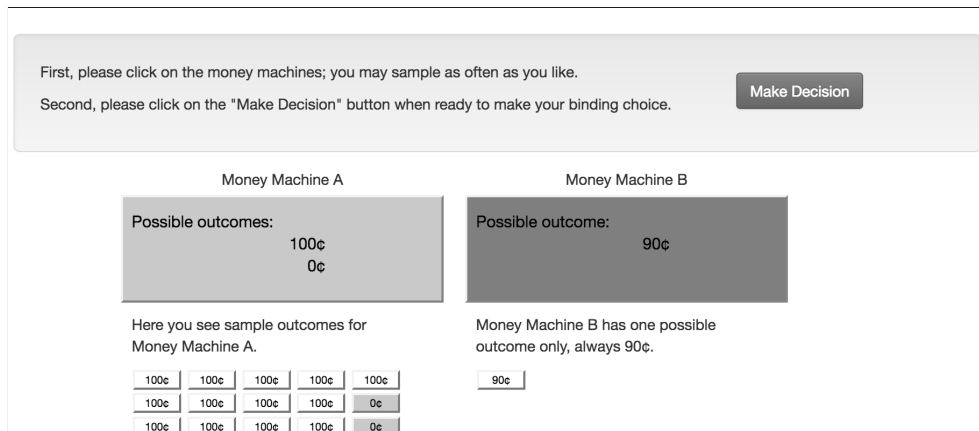 First, please click on the money machines; you may sample as often as you like.
Second, please click on the "Make Decision" button when ready to make your binding choice.
Make Decision
Money Machine A
Possible outcomes:
100¢
0¢
Here you see sample outcomes for
Money Machine A.
100¢ 100¢ 100¢ 100¢ 100¢
100¢ 100¢ 100¢ 100¢ 0¢
100¢ 100¢ 100¢ 100¢ 0¢
Money Machine B
Possible outcome:
90¢
Money Machine B has one possible
outcome only, always 90¢.
90¢